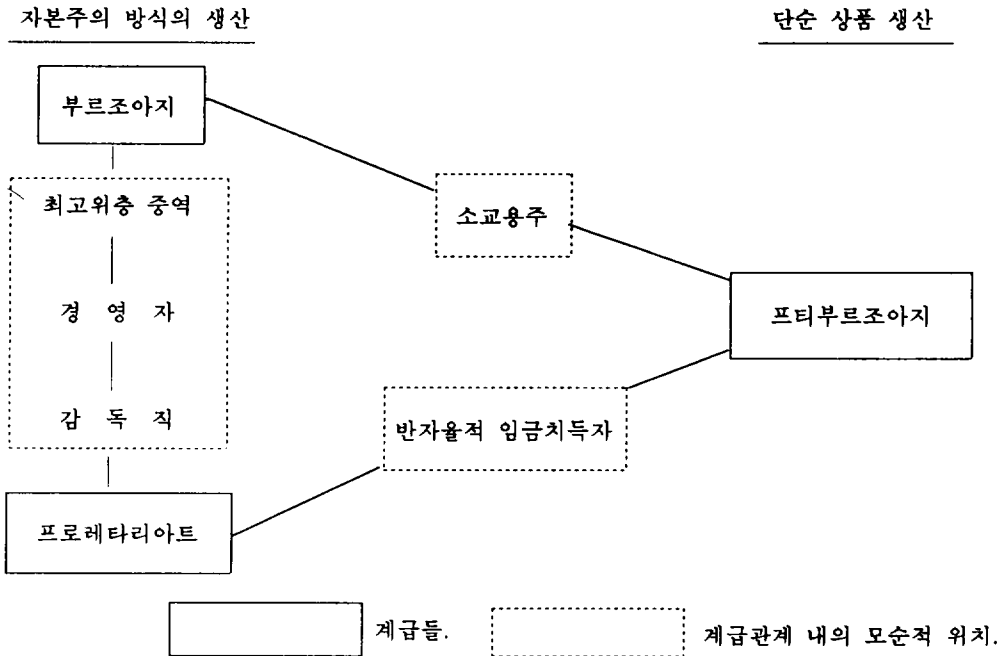 자본주의 방식의 생산
단순 상품 생산
부르조아지
최고위층 중역
소교용주
경 영 자
프티부르조아지
감 독 직
반자율적 임금치득자
프로레타리아트
계급들.
계급관계 내의 모순적 위치.